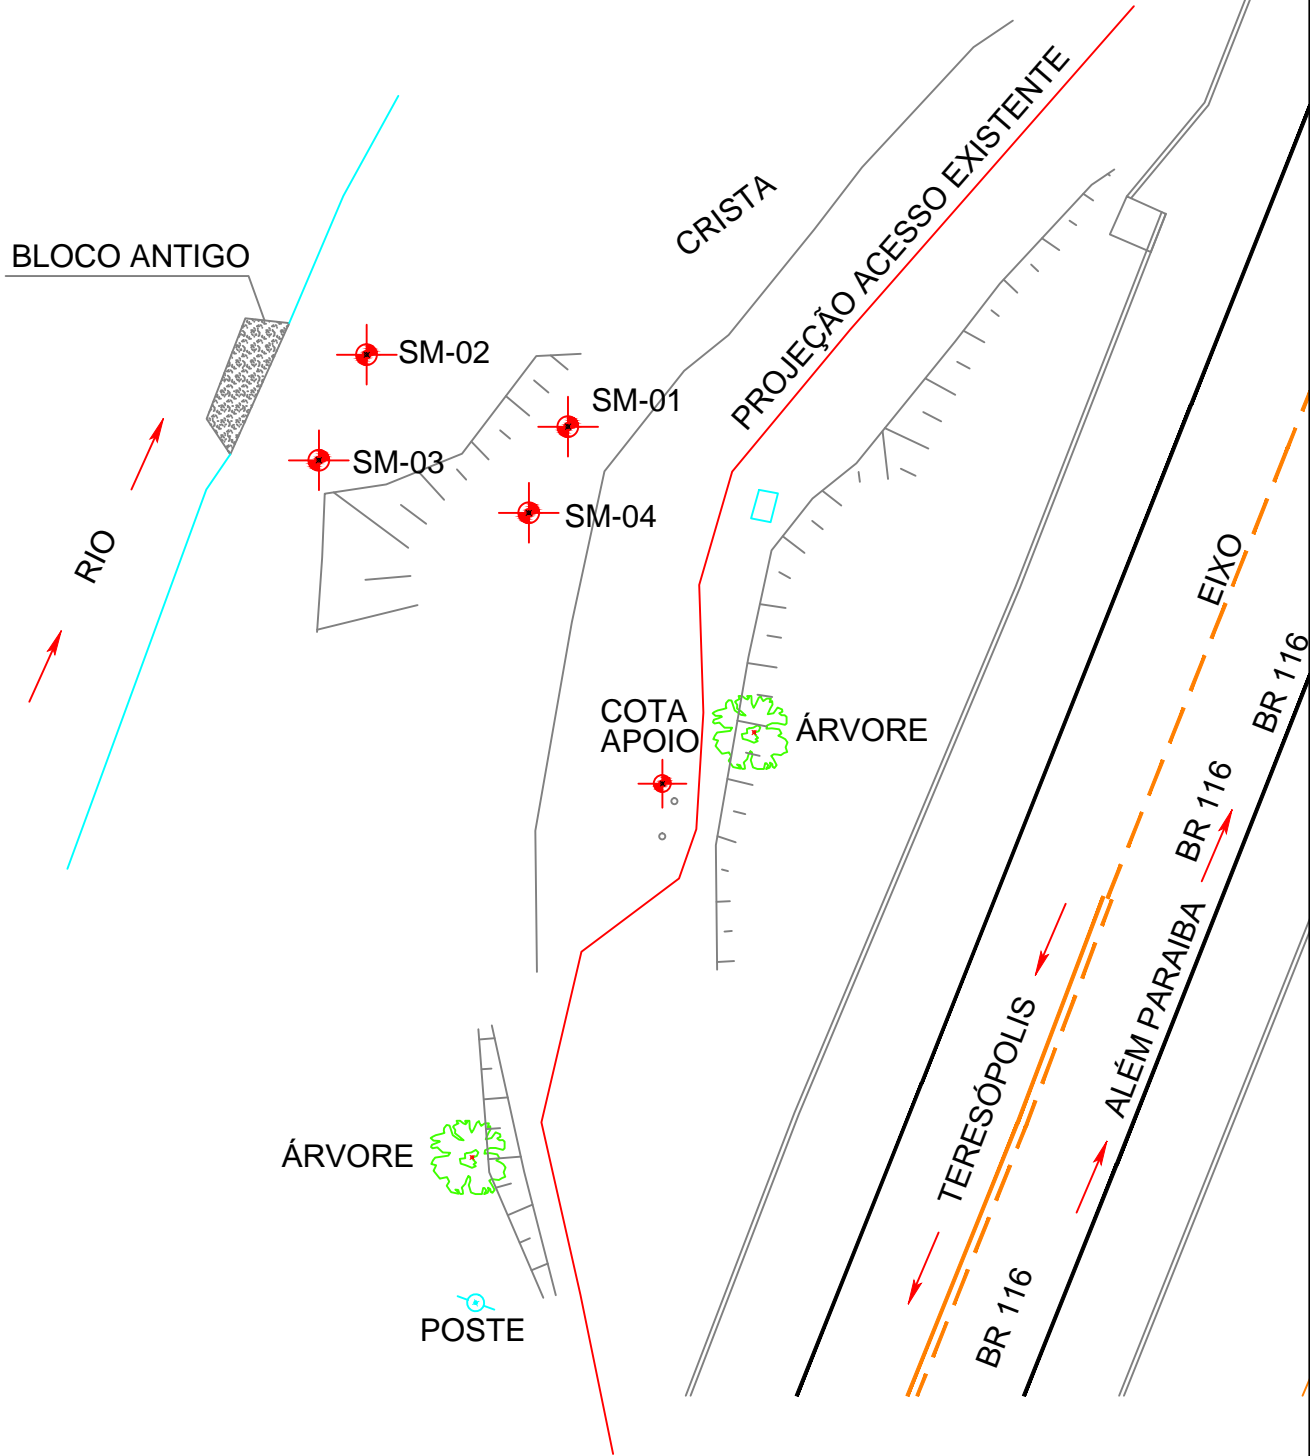 PROJEÇÃO ACESSO EXISTENTE
CRISTA
BLOCO ANTIGO
SM-02
SM-01
SM-03
SM-04
RIO
EIXO
BR 116
COTA
APOIO
ÁRVORE
BR 116
ALÉM PARAIBA
TERESÓPOLIS
ÁRVORE
BR 116
POSTE